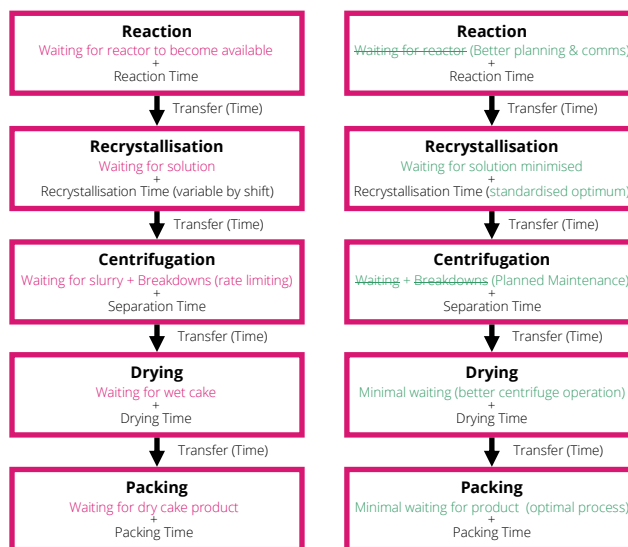 Reaction
Waiting for reactor to become available
+
Reaction Time
Transfer (Time)
Recrystallisation
Waiting for solution
+
Recrystallisation Time (variable by shift)
Transfer (Time)
Centrifugation
Waiting for slurry + Breakdowns (rate limiting)
+
Separation Time
Transfer (Time)
Drying
Waiting for wet cake
+
Drying Time
Transfer (Time)
Packing
Waiting for dry cake product
+
Packing Time
Reaction
Waiting for reactor (Better planning & comms)
+
Reaction Time
Transfer (Time)
Recrystallisation
Waiting for solution minimised
+
Recrystallisation Time (standardised optimum)
Transfer (Time)
Centrifugation
Waiting + Breakdowns (Planned Maintenance)
+
Separation Time
Transfer (Time)
Drying
Minimal waiting (better centrifuge operation)
+
Drying Time
Transfer (Time)
Packing
Minimal waiting for product (optimal process)
+
Packing Time